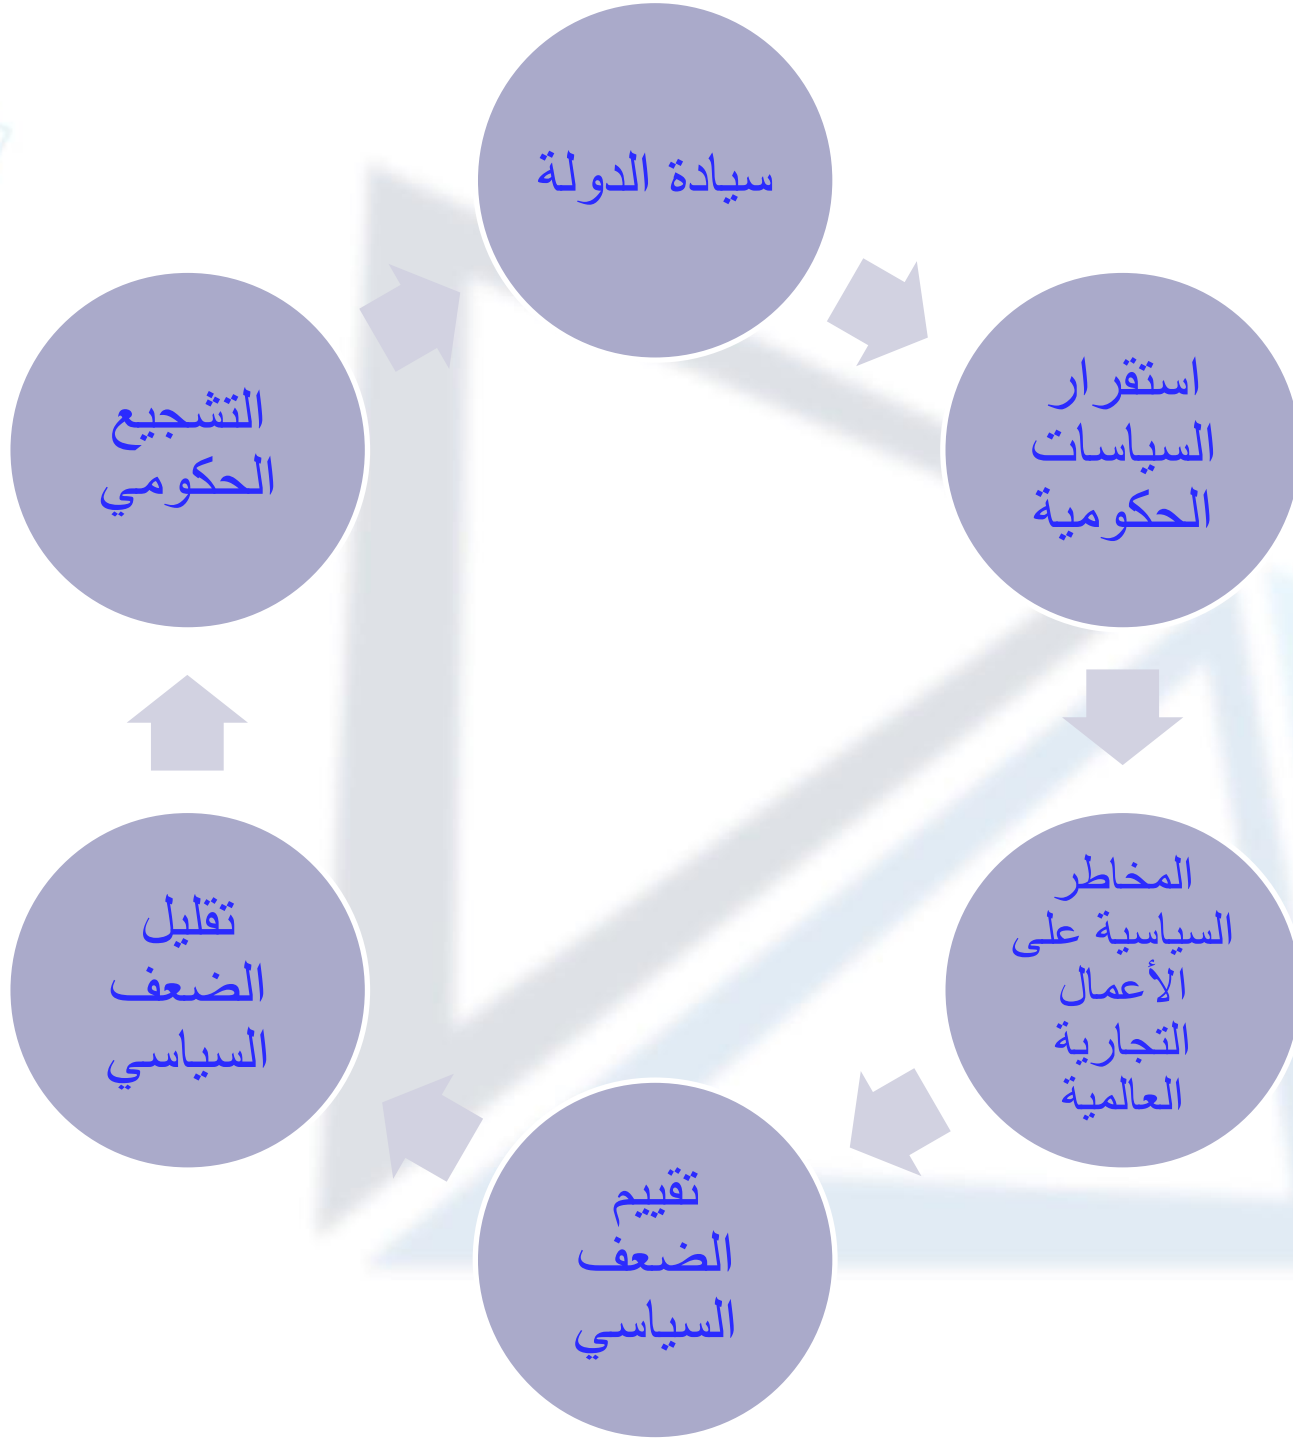 سيادة الدولة
استقرار
السياسات
الحكومية
المخاطر
السياسية على
الأعمال
التجارية
العالمية
تقييم
الضعف
السياسي
تقليل
الضعف
السياسي
التشجيع
الحكومي